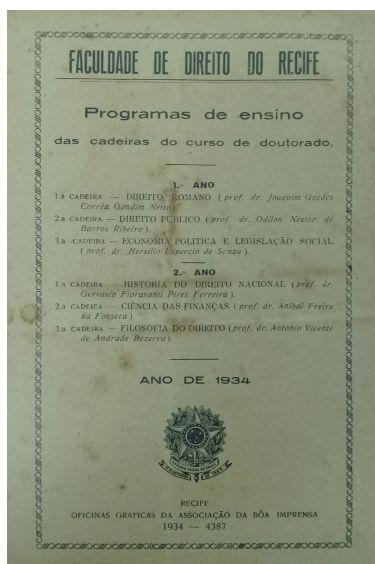 FACULDADE DE DIREITO DO RECIFE
Programas de ensino
das cadeiras do curso de doutorado.
1.º ANO
1.a CADEIRA — DIREITO ROMANO (prof. dr. Joaquim Guedes
Corrêa Gondim Netto).
2.a CADEIRA — DIREITO PUBLICO (prof. dr. Odilon Nestor de
Barros Ribeiro).
3.a CADEIRA — ECONOMIA POLITICA E LEGISLAÇÃO SOCIAL
(prof. dr. Hersilio Lupercio de Souza).
2.º ANO
1.a CADEIRA — HISTORIA DO DIREITO NACIONAL (prof. dr.
Gervasio Fioravanti Pires Ferreira).
2.a CADEIRA — CIÊNCIA DAS FINANÇAS (prof. dr. Anibal Freire
da Fonseca).
3.a CADEIRA — FILOSOFIA DO DIREITO (prof. dr. Antonio Vicente
de Andrade Bezerra).
ANO DE 1934
RECIFE
OFICINAS GRAFICAS DA ASSOCIAÇÃO DA BÔA IMPRENSA
1934 — 4387